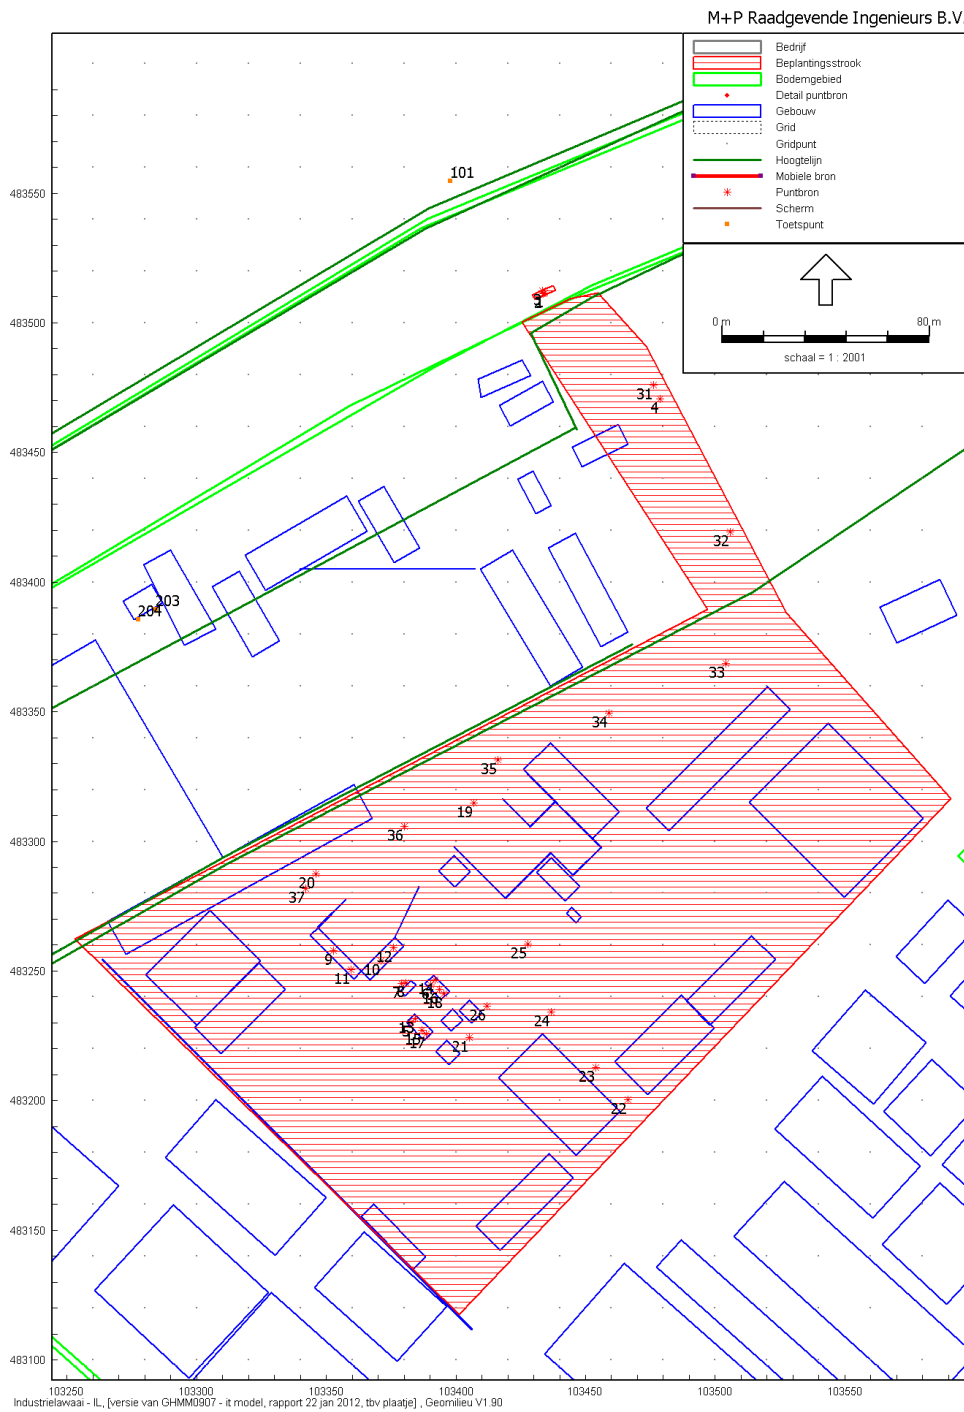 M+P Raadgevende Ingenieurs B.V.
Bedrijf
Beplantingsstrook
Bodemgebied
Detail puntbron
Gebouw
Grid
Gridpunt
Hoogtelijn
Mobiele bron
Puntbron
Scherm
Toetspunt
0 m 80 m
schaal = 1 : 2001
483550
101
483500
1
31
4
483450
32
483400
203
204
33
483350
34
35
19
36
483300
20
37
9
12
25
10
11
483250
7
8
14
18
26
24
17
21
23
483200
22
483150
483100
103250 103300 103350 103400 103450 103500 103550
Industrielawaai - IL, [versie van GHMM0907 - it model, rapport 22 jan 2012, tbv plaatje] , Geomilieu V1.90